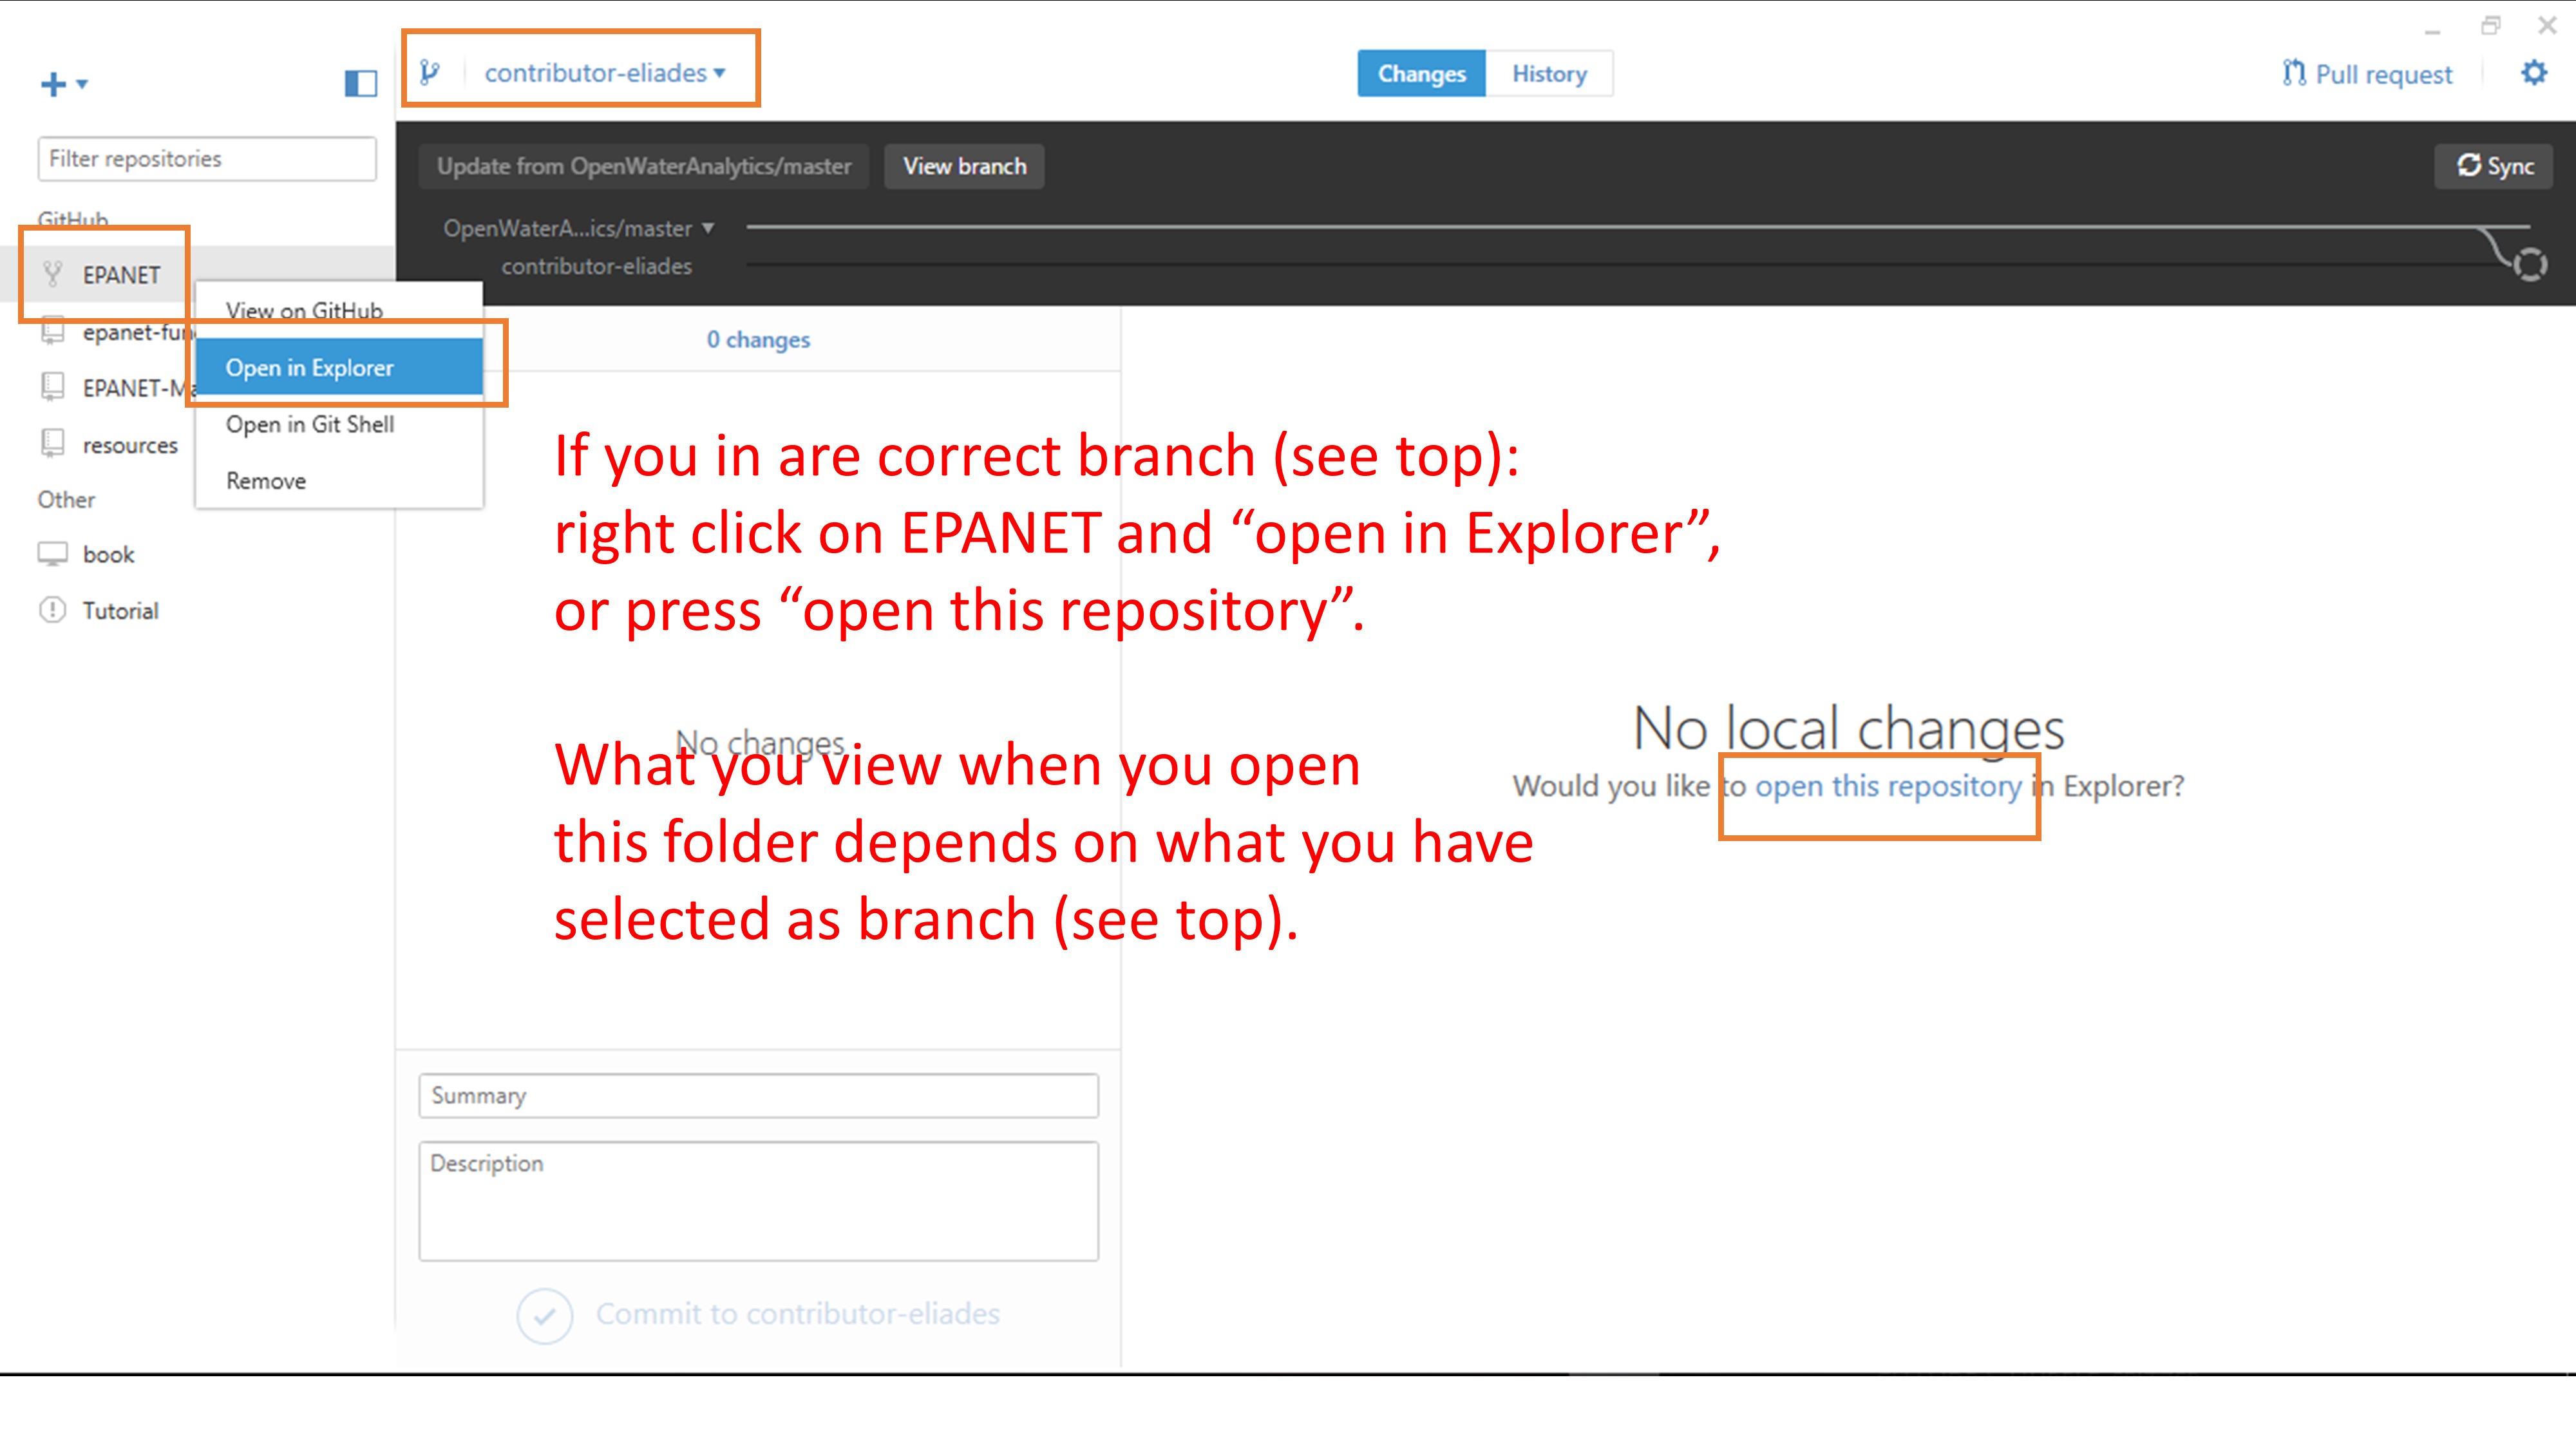 contributor-eliades
Changes History
Pull request
Filter repositories
Update from OpenWaterAnalytics/master View branch
Sync
GitHub
OpenWaterA...ics/master
contributor-eliades
EPANET
epanet-fun
EPANET-Ma
resources
Other
book
Tutorial
View on GitHub
Open in Explorer
Open in Git Shell
Remove
0 changes
If you in are correct branch (see top):
right click on EPANET and “open in Explorer”,
or press “open this repository”.
No changes
What you view when you open
this folder depends on what you have
selected as branch (see top).
No local changes
Would you like to open this repository in Explorer?
Summary
Description
Commit to contributor-eliades